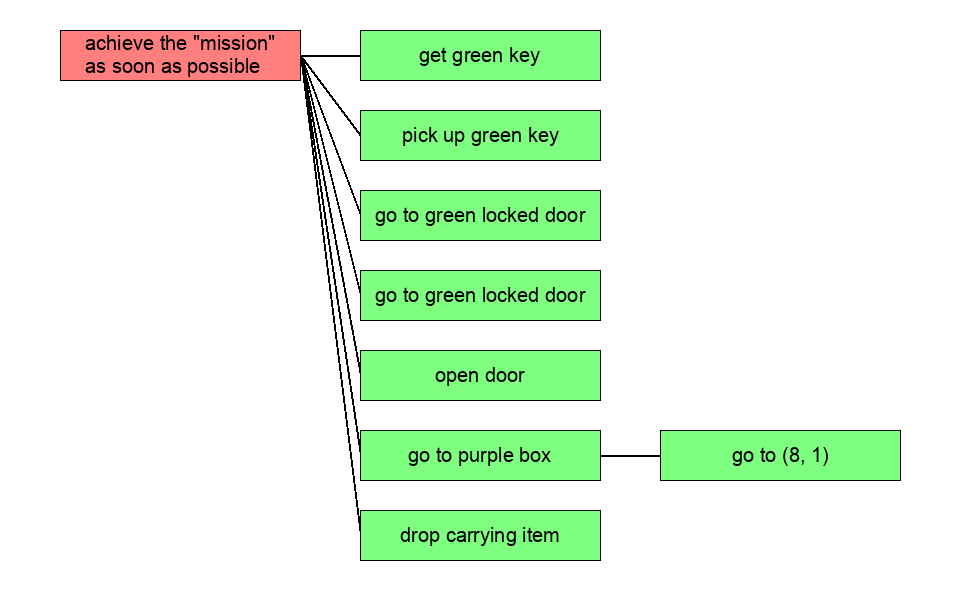 achieve the "mission"
as soon as possible
get green key
pick up green key
go to green locked door
go to green locked door
open door
go to purple box
go to (8, 1)
drop carrying item